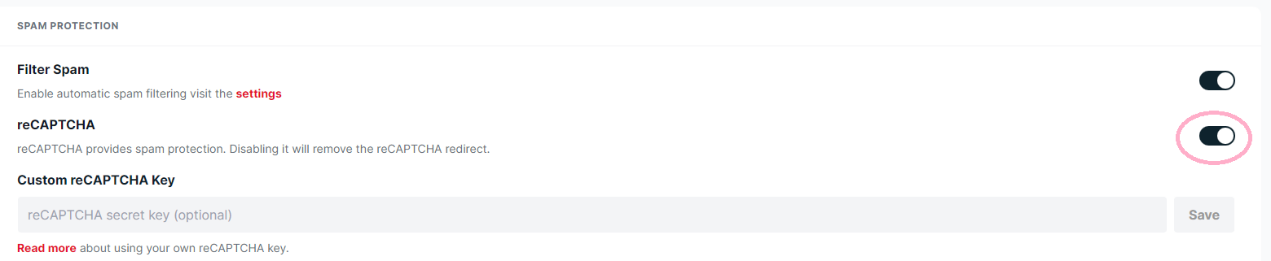 SPAM PROTECTION
Filter Spam
Enable automatic spam filtering visit the settings
reCAPTCHA
reCAPTCHA provides spam protection. Disabling it will remove the reCAPTCHA redirect.
Custom reCAPTCHA Key
reCAPTCHA secret key (optional)
Save
Read more about using your own reCAPTCHA key.